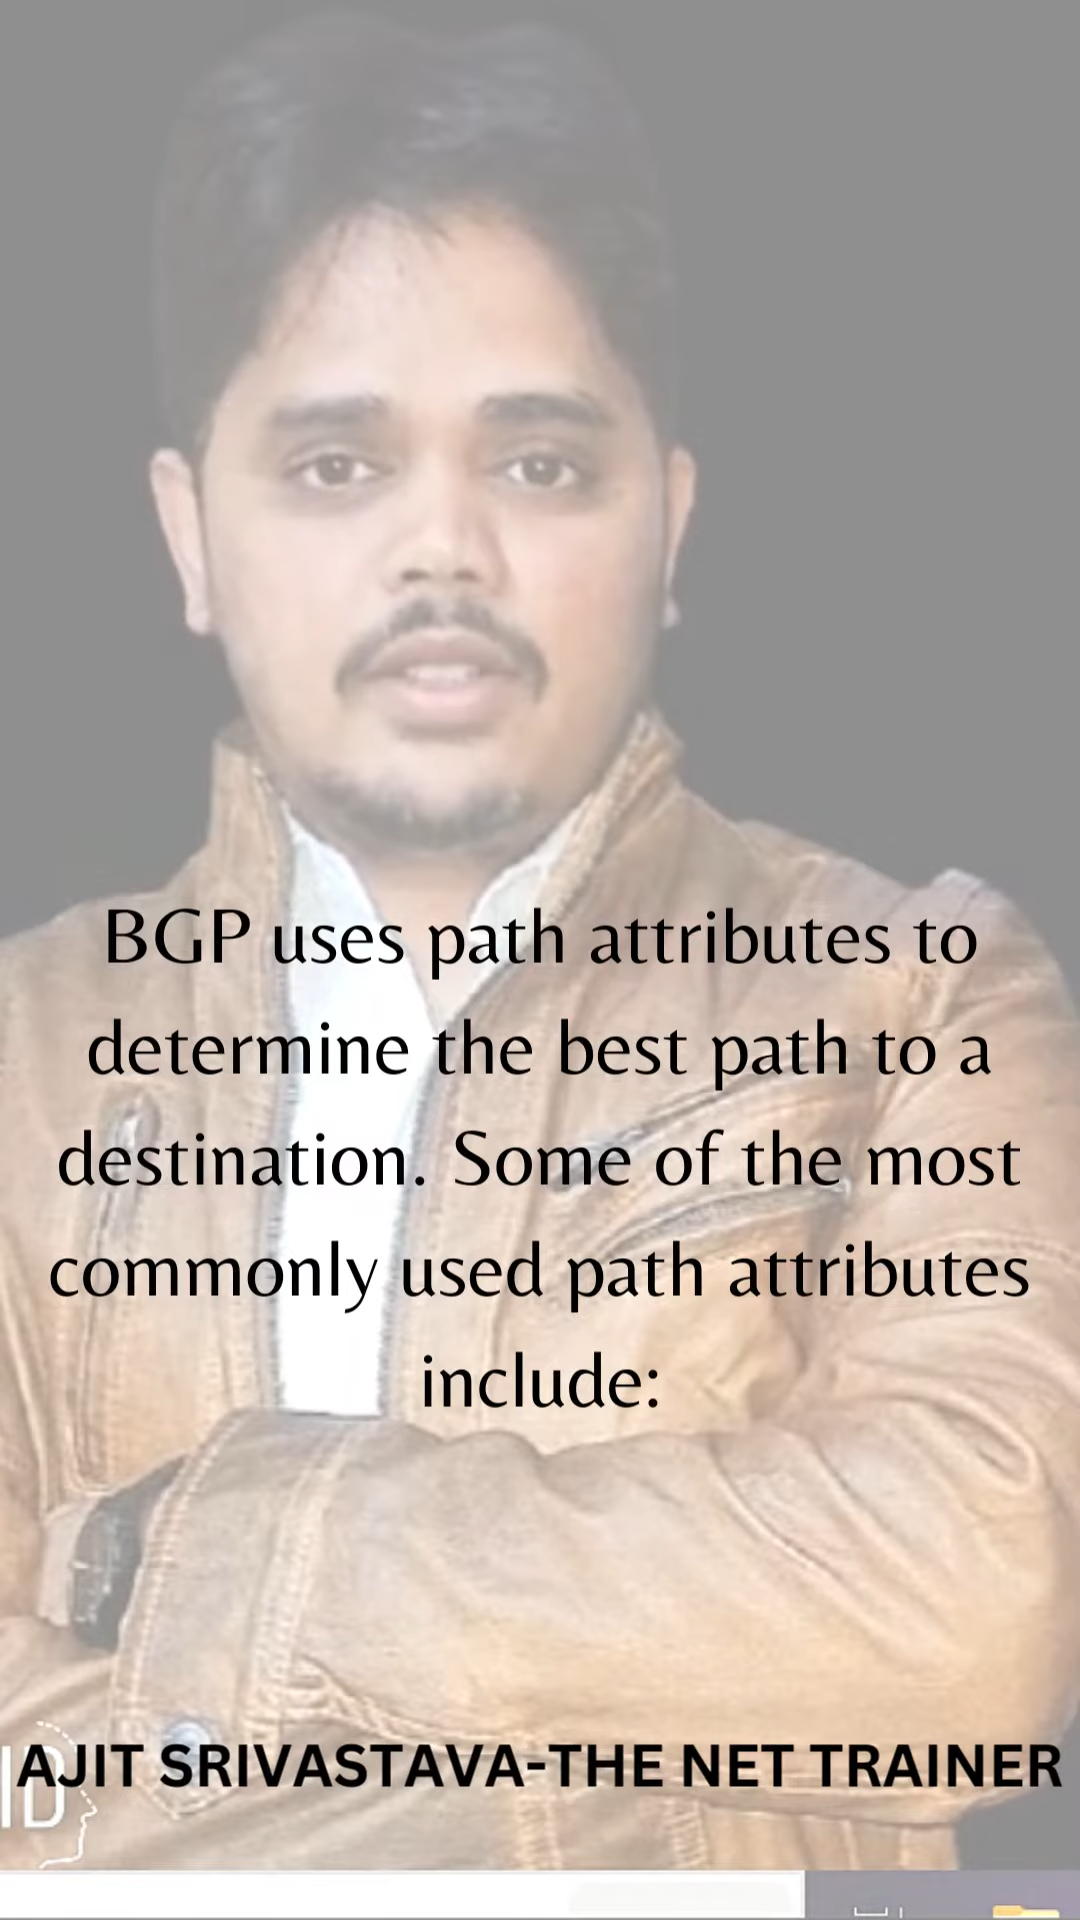 BGP uses path attributes to
determine the best path to a
destination. Some of the most
commonly used path attributes
include:
AJIT SRIVASTAVA-THE NET TRAINER
ID